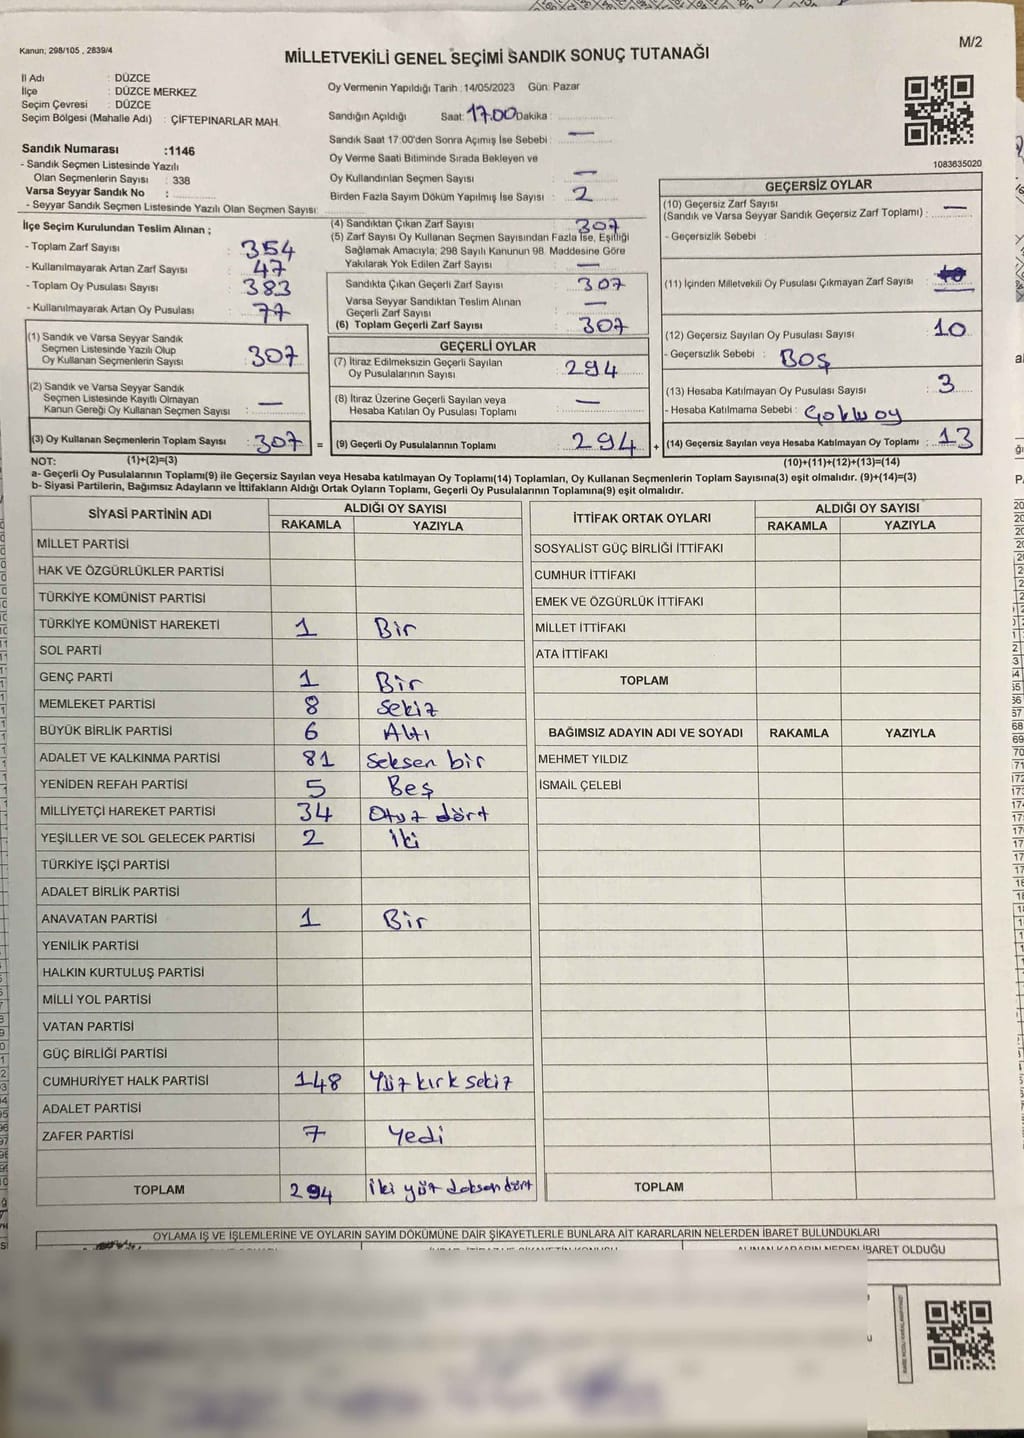 Kanun; 298/105 , 2839/4
MİLLETVEKİLİ GENEL SEÇİMİ SANDIK SONUÇ TUTANAĞI
M/2
İl Adı : DÜZCE
İlçe : DÜZCE MERKEZ
Seçim Çevresi : DÜZCE
Seçim Bölgesi (Mahalle Adı) : ÇİFTEPINARLAR MAH.
Sandık Numarası :1146
- Sandık Seçmen Listesinde Yazılı
Olan Seçmenlerin Sayısı : 338
Varsa Seyyar Sandık No :
- Seyyar Sandık Seçmen Listesinde Yazılı Olan Seçmen Sayısı:
Oy Vermenin Yapıldığı Tarih :14/05/2023 Gün: Pazar
Sandığın Açıldığı Saat: 17.00 Dakika :
Sandık Saat 17:00'den Sonra Açımış İse Sebebi : —
Oy Verme Saati Bitiminde Sırada Bekleyen ve
Oy Kullandırılan Seçmen Sayısı : —
Birden Fazla Sayım Döküm Yapılmış İse Sayısı : 2
1083635020
İlçe Seçim Kurulundan Teslim Alınan ;
- Toplam Zarf Sayısı : 354
- Kullanılmayarak Artan Zarf Sayısı : 47
- Toplam Oy Pusulası Sayısı : 383
- Kullanılmayarak Artan Oy Pusulası : 77
(1) Sandık ve Varsa Seyyar Sandık
Seçmen Listesinde Yazılı Olup
Oy Kullanan Seçmenlerin Sayısı : 307
(2) Sandık ve Varsa Seyyar Sandık
Seçmen Listesinde Kayıtlı Olmayan
Kanun Gereği Oy Kullanan Seçmen Sayısı : —
(3) Oy Kullanan Seçmenlerin Toplam Sayısı : 307 =
(4) Sandıktan Çıkan Zarf Sayısı : 307
(5) Zarf Sayısı Oy Kullanan Seçmen Sayısından Fazla İse, Eşitliği
Sağlamak Amacıyla, 298 Sayılı Kanunun 98. Maddesine Göre
Yakılarak Yok Edilen Zarf Sayısı : —
Sandıkta Çıkan Geçerli Zarf Sayısı : 307
Varsa Seyyar Sandıktan Teslim Alınan
Geçerli Zarf Sayısı : —
(6) Toplam Geçerli Zarf Sayısı : 307
GEÇERLİ OYLAR
(7) İtiraz Edilmeksizin Geçerli Sayılan
Oy Pusulalarının Sayısı : 294
(8) İtiraz Üzerine Geçerli Sayılan veya
Hesaba Katılan Oy Pusulası Toplamı : —
(9) Geçerli Oy Pusulalarının Toplamı : 294 +
GEÇERSİZ OYLAR
(10) Geçersiz Zarf Sayısı
(Sandık ve Varsa Seyyar Sandık Geçersiz Zarf Toplamı) : —
- Geçersizlik Sebebi :
(11) İçinden Milletvekili Oy Pusulası Çıkmayan Zarf Sayısı : —
(12) Geçersiz Sayılan Oy Pusulası Sayısı : 10
- Geçersizlik Sebebi : BOŞ
(13) Hesaba Katılmayan Oy Pusulası Sayısı : 3
- Hesaba Katılmama Sebebi :
(14) Geçersiz Sayılan veya Hesaba Katılmayan Oy Toplamı : 13
NOT: (1)+(2)=(3)
(10)+(11)+(12)+(13)=(14)
a- Geçerli Oy Pusulalarının Toplamı(9) ile Geçersiz Sayılan veya Hesaba katılmayan Oy Toplamı(14) Toplamları, Oy Kullanan Seçmenlerin Toplam Sayısına(3) eşit olmalıdır. (9)+(14)=(3)
b- Siyasi Partilerin, Bağımsız Adayların ve İttifakların Aldığı Ortak Oyların Toplamı, Geçerli Oy Pusulalarının Toplamına(9) eşit olmalıdır.
SİYASİ PARTİNİN ADI ALDIĞI OY SAYISI
RAKAMLA YAZIYLA
MİLLET PARTİSİ
HAK VE ÖZGÜRLÜKLER PARTİSİ
TÜRKİYE KOMÜNİST PARTİSİ
TÜRKİYE KOMÜNİST HAREKETİ 1 Bir
SOL PARTİ
GENÇ PARTİ 1 Bir
MEMLEKET PARTİSİ 8 Sekiz
BÜYÜK BİRLİK PARTİSİ 6 Altı
ADALET VE KALKINMA PARTİSİ 81 Seksen bir
YENİDEN REFAH PARTİSİ 5 Beş
MİLLİYETÇİ HAREKET PARTİSİ 34 Otuz dört
YEŞİLLER VE SOL GELECEK PARTİSİ 2 İki
TÜRKİYE İŞÇİ PARTİSİ
ADALET BİRLİK PARTİSİ
ANAVATAN PARTİSİ 1 Bir
YENİLİK PARTİSİ
HALKIN KURTULUŞ PARTİSİ
MİLLİ YOL PARTİSİ
VATAN PARTİSİ
GÜÇ BİRLİĞİ PARTİSİ
CUMHURİYET HALK PARTİSİ 148 Yüz kırk sekiz
ADALET PARTİSİ
ZAFER PARTİSİ 7 Yedi
TOPLAM 294 İki yüz doksan dört
İTTİFAK ORTAK OYLARI ALDIĞI OY SAYISI
RAKAMLA YAZIYLA
SOSYALİST GÜÇ BİRLİĞİ İTTİFAKI
CUMHUR İTTİFAKI
EMEK VE ÖZGÜRLÜK İTTİFAKI
MİLLET İTTİFAKI
ATA İTTİFAKI
TOPLAM
BAĞIMSIZ ADAYIN ADI VE SOYADI RAKAMLA YAZIYLA
MEHMET YILDIZ
İSMAİL ÇELEBİ
TOPLAM
OYLAMA İŞ VE İŞLEMLERİNE VE OYLARIN SAYIM DÖKÜMÜNE DAİR ŞİKAYETLERLE BUNLARA AİT KARARLARIN NELERDEN İBARET BULUNDUKLARI
ALINAN KARARIN NEDEN İBARET OLDUĞU